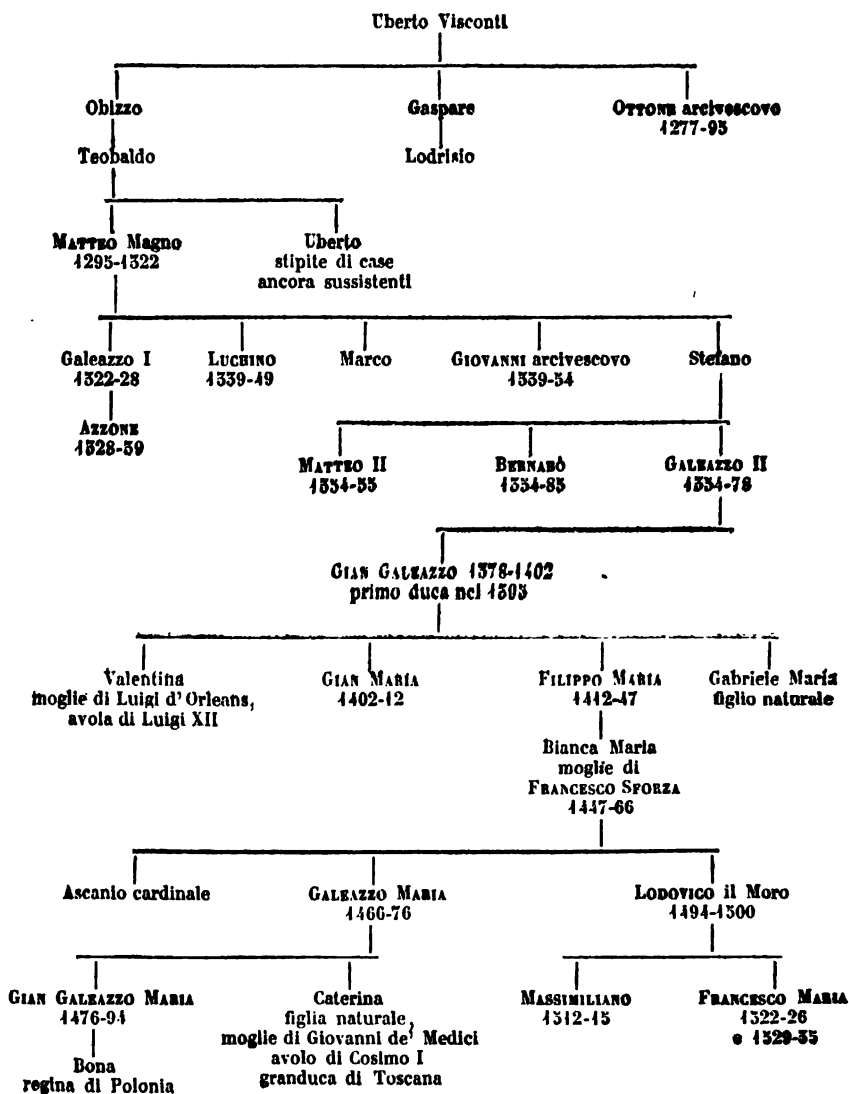 Uberto Visconti
Obizzo
Gaspare
OTTONE arcivescovo
1277-95
Teobaldo
Lodrisio
MATTEO Magno
1295-1322
Uberto
stipite di case
ancora sussistenti
Galeazzo I
1322-28
LUCHINO
1339-49
Marco
GIOVANNI arcivescovo
1339-54
Stefano
AZZONE
1328-39
MATTEO II
1354-55
BERNABÒ
1354-85
GALEAZZO II
1354-78
GIAN GALEAZZO 1378-1402
primo duca nel 1395
Valentina
moglie di Luigi d'Orleans,
avola di Luigi XII
GIAN MARIA
1402-12
FILIPPO MARIA
1412-47
Gabriele Maria
figlio naturale
Bianca Maria
moglie di
FRANCESCO SFORZA
1447-66
Ascanio cardinale
GALEAZZO MARIA
1466-76
LODOVICO il Moro
1494-1500
GIAN GALEAZZO MARIA
1476-94
Caterina
figlia naturale,
moglie di Giovanni de' Medici
avolo di Cosimo I
granduca di Toscana
MASSIMILIANO
1512-15
FRANCESCO MARIA
1522-26
e 1529-35
Bona
regina di Polonia